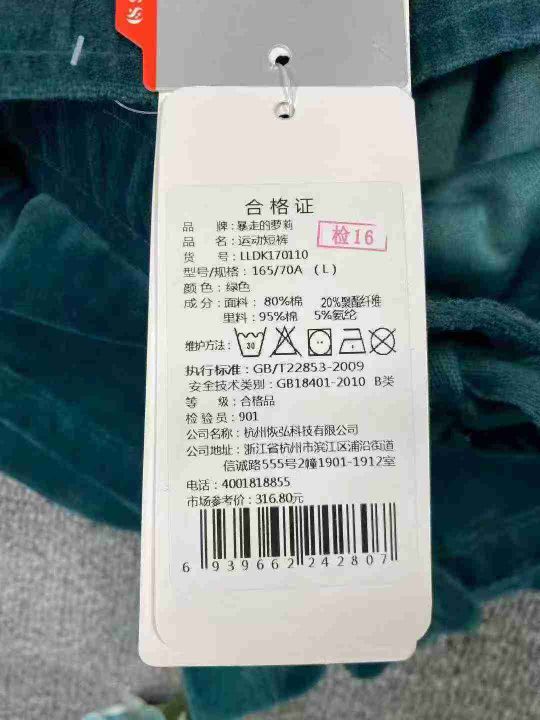 合格证
品 牌:暴走的萝莉
检16
品 名:运动短裤
货 号:LLDK170110
型号/规格:165/70A (L)
颜 色:绿色
成 分:面料: 80%棉 20%聚酯纤维
里料:95%棉 5%氨纶
维护方法:
30
执行标准:GB/T22853-2009
安全技术类别:GB18401-2010 B类
等 级:合格品
检 验 员:901
公司名称:杭州恢弘科技有限公司
公司地址:浙江省杭州市滨江区浦沿街道
信诚路555号2幢1901-1912室
电话:4001818855
市场参考价:316.80元
6 939662 242807